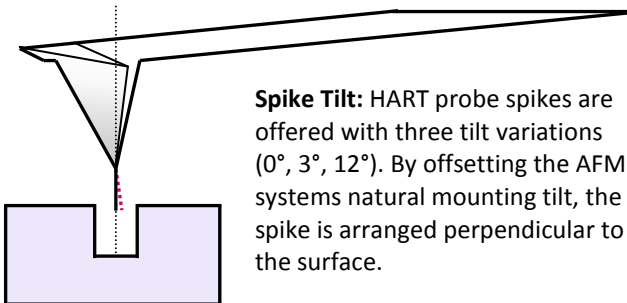 Spike Tilt: HART probe spikes are
offered with three tilt variations
(0°, 3°, 12°). By offsetting the AFM
systems natural mounting tilt, the
spike is arranged perpendicular to
the surface.